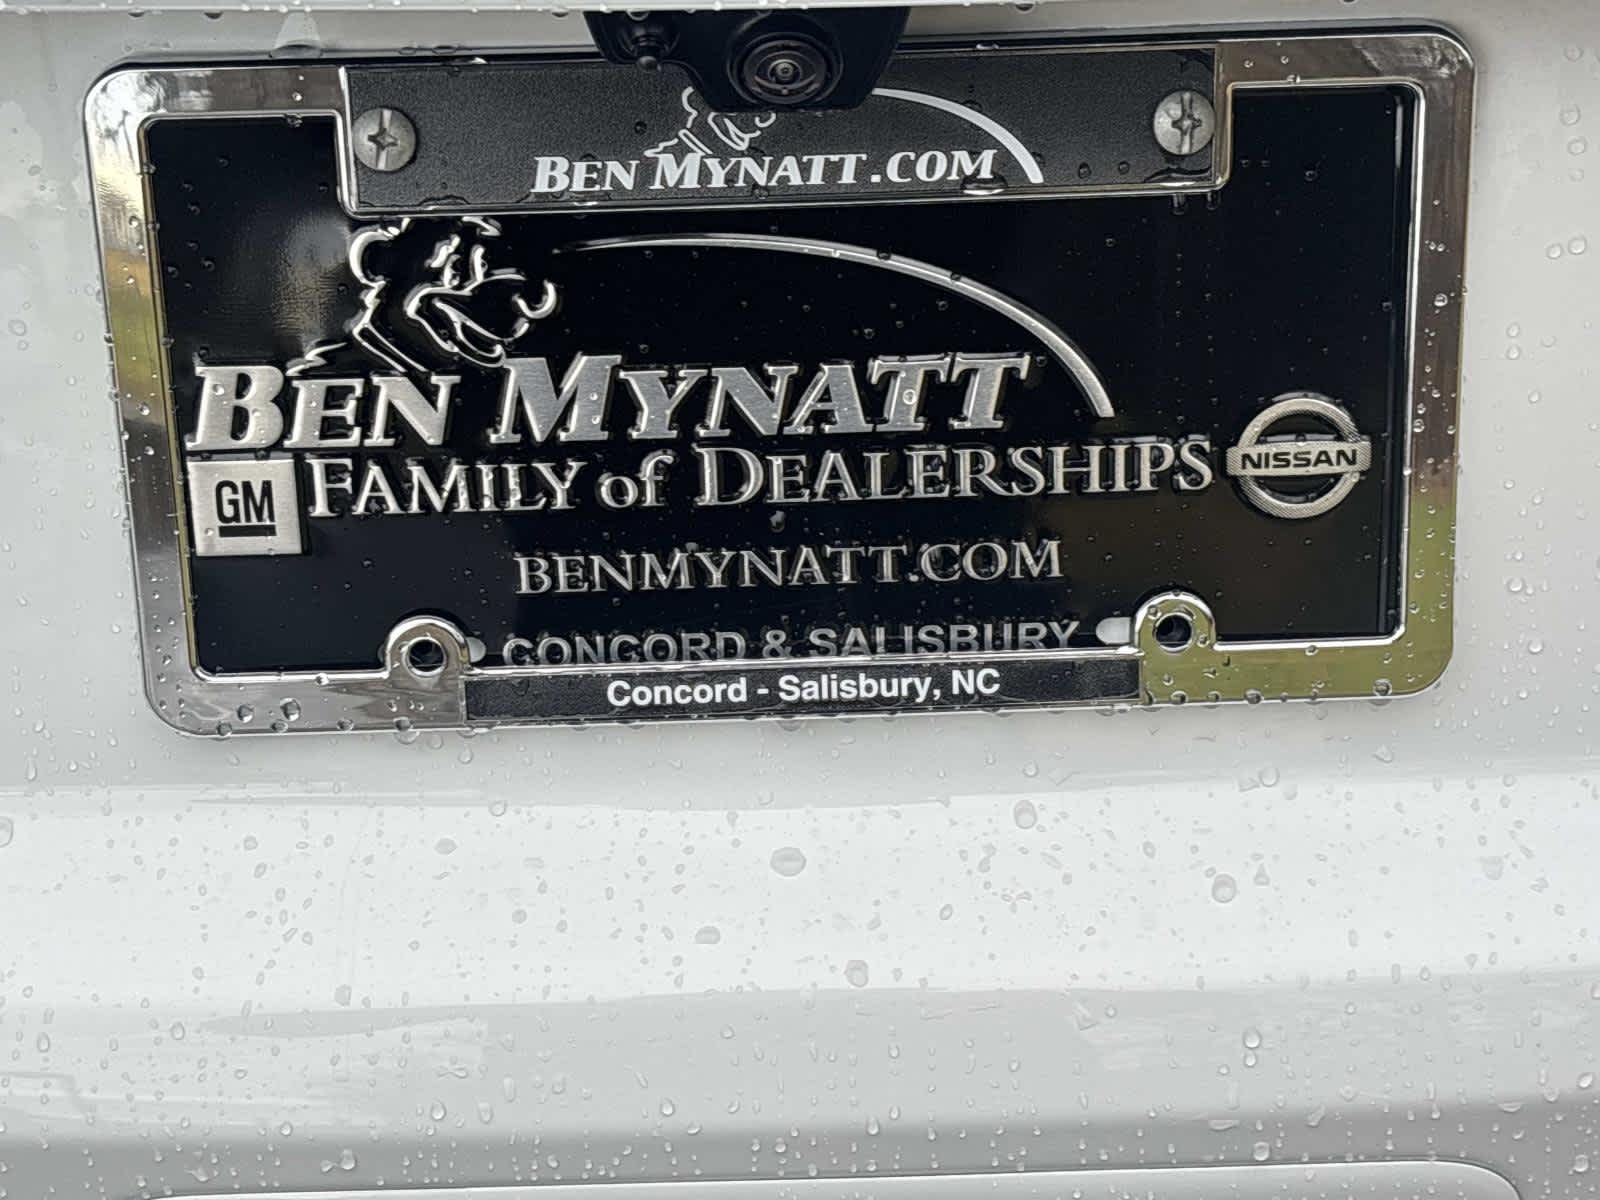 BEN MYNATT.COM
BEN MYNATT
FAMILY of DEALERSHIPS
NISSAN
GM
BENMYNATT.COM
CONCORD & SALISBURY
Concord - Salisbury, NC